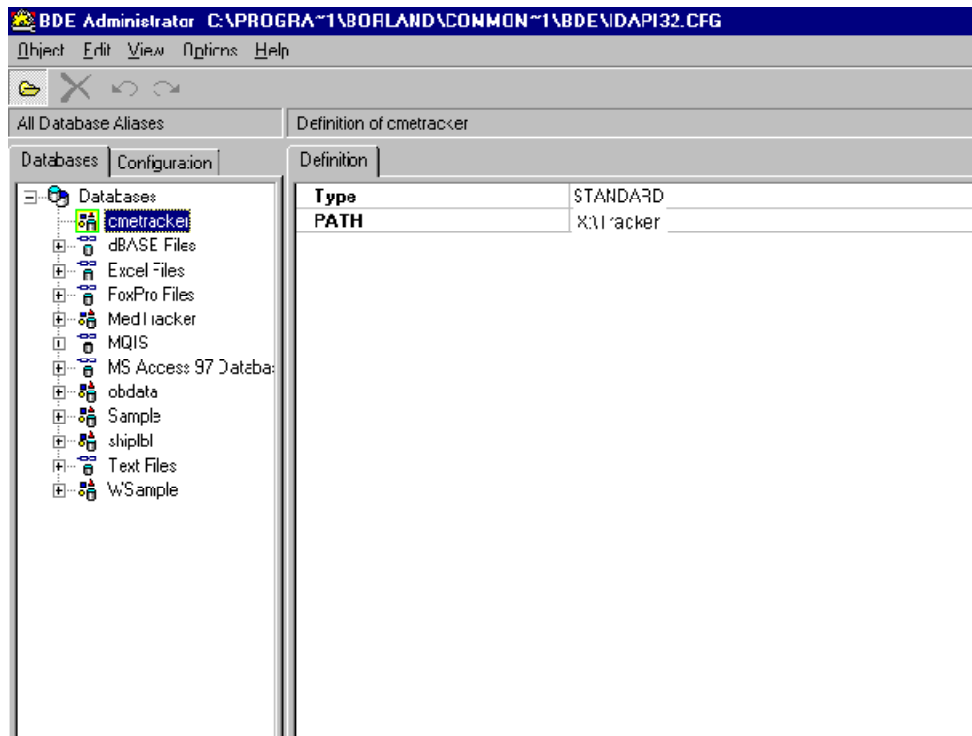 BDE Administrator C:\PROGRA~1\BORLAND\COMMON~1\BDE\IDAPI32.CFG
Object Edit View Options Help
All Database Aliases
Definition of cmetracker
Databases
Configuration
Definition
Databases
cmetracker
dBASE Files
Excel Files
FoxPro Files
MedTracker
MQIS
MS Access 97 Databa
obdata
Sample
shiplbl
Text Files
WSample
Type STANDARD
PATH X:\Tracker